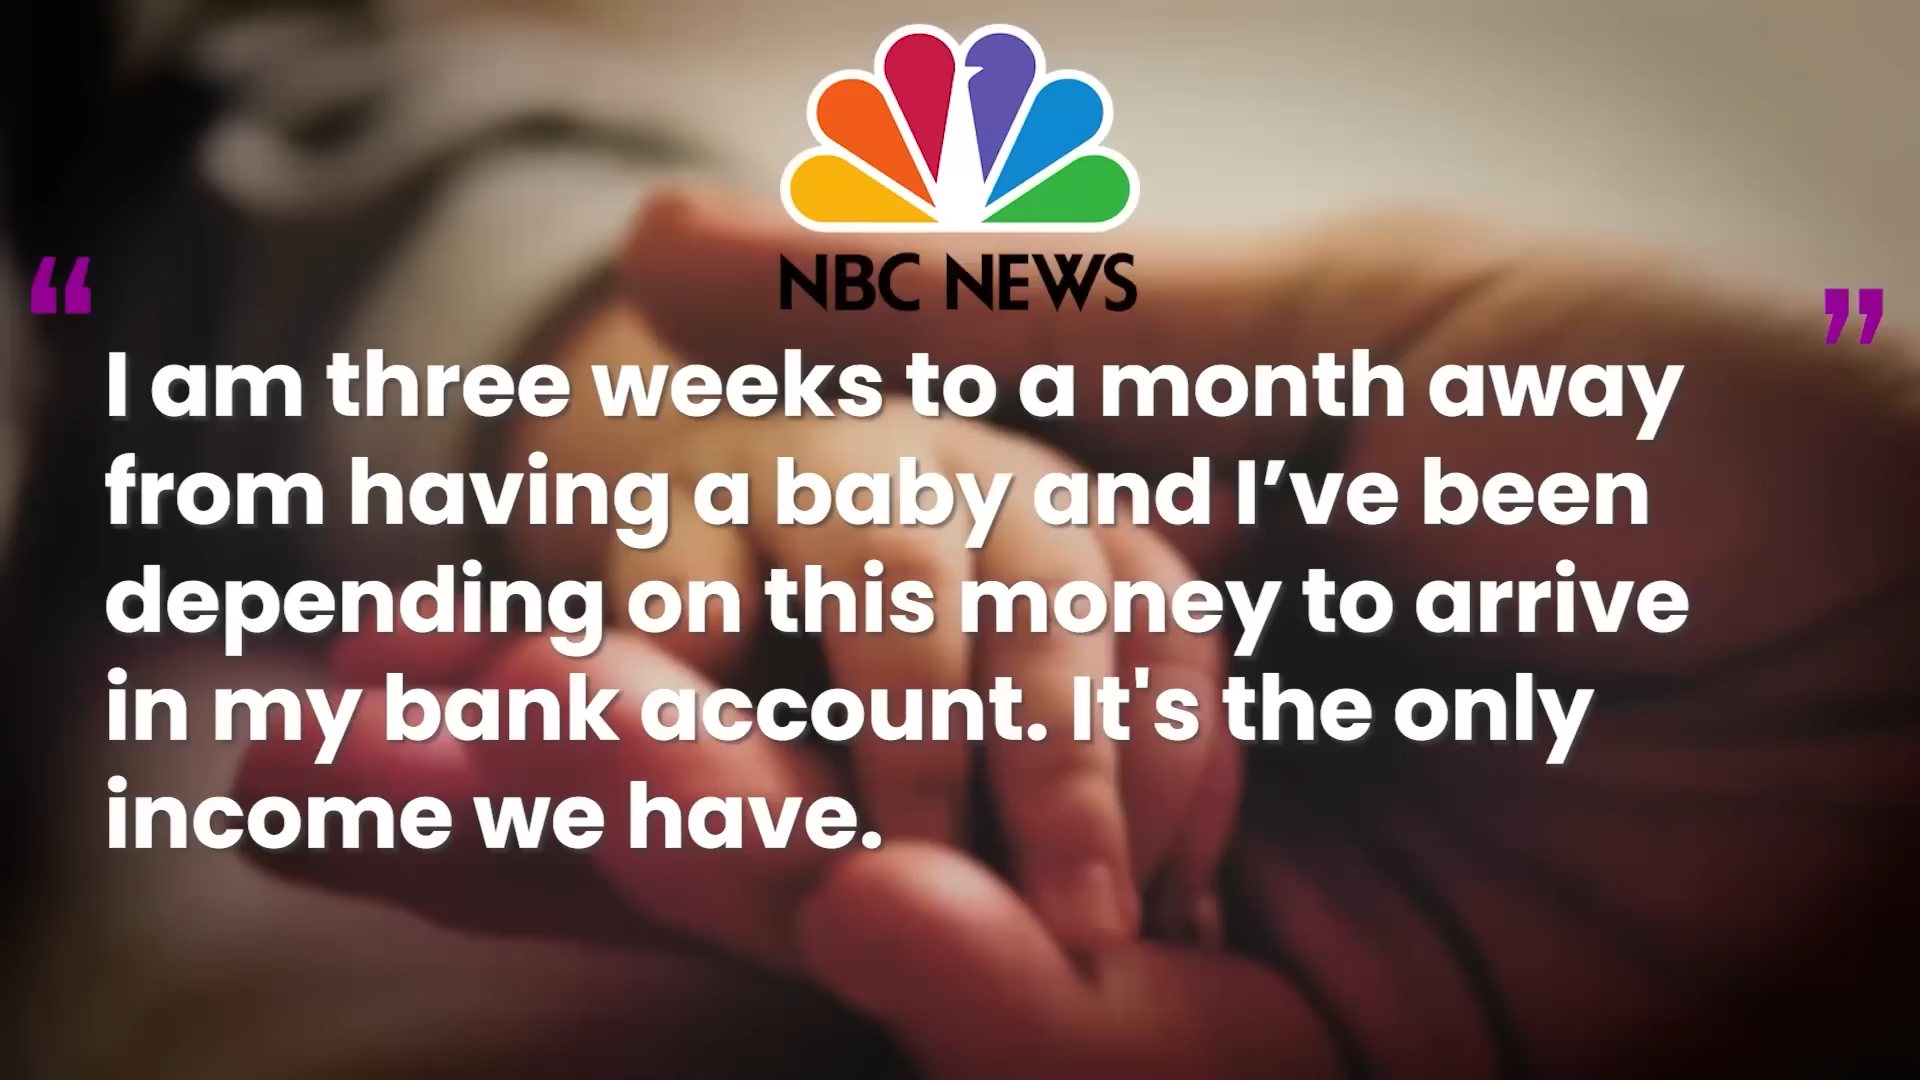 NBC NEWS
“ ”
I am three weeks to a month away
from having a baby and I’ve been
depending on this money to arrive
in my bank account. It's the only
income we have.